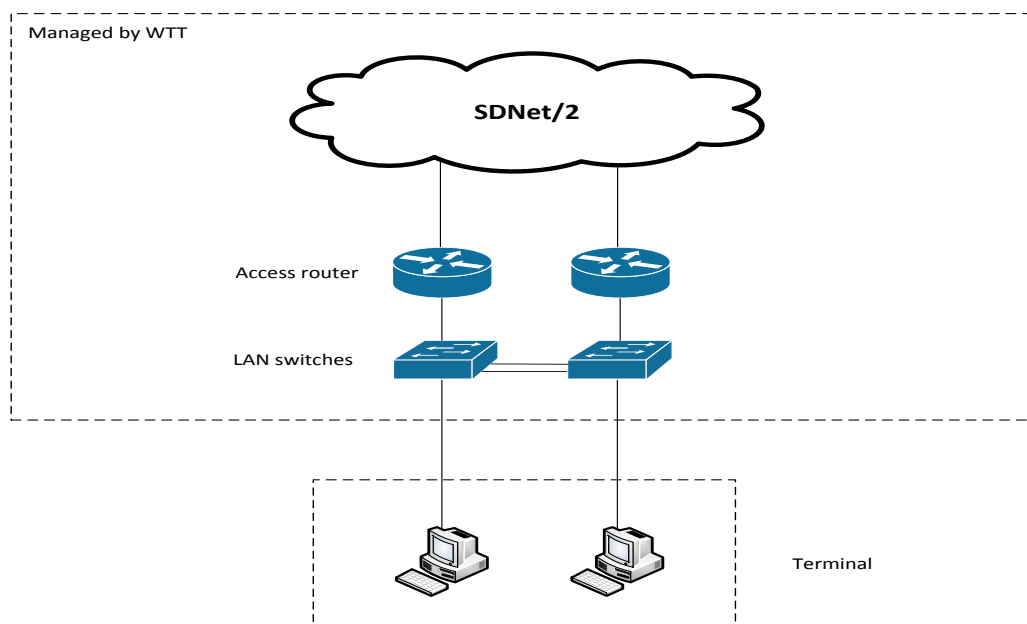 Managed by WTT
SDNet/2
Access router
LAN switches
Terminal